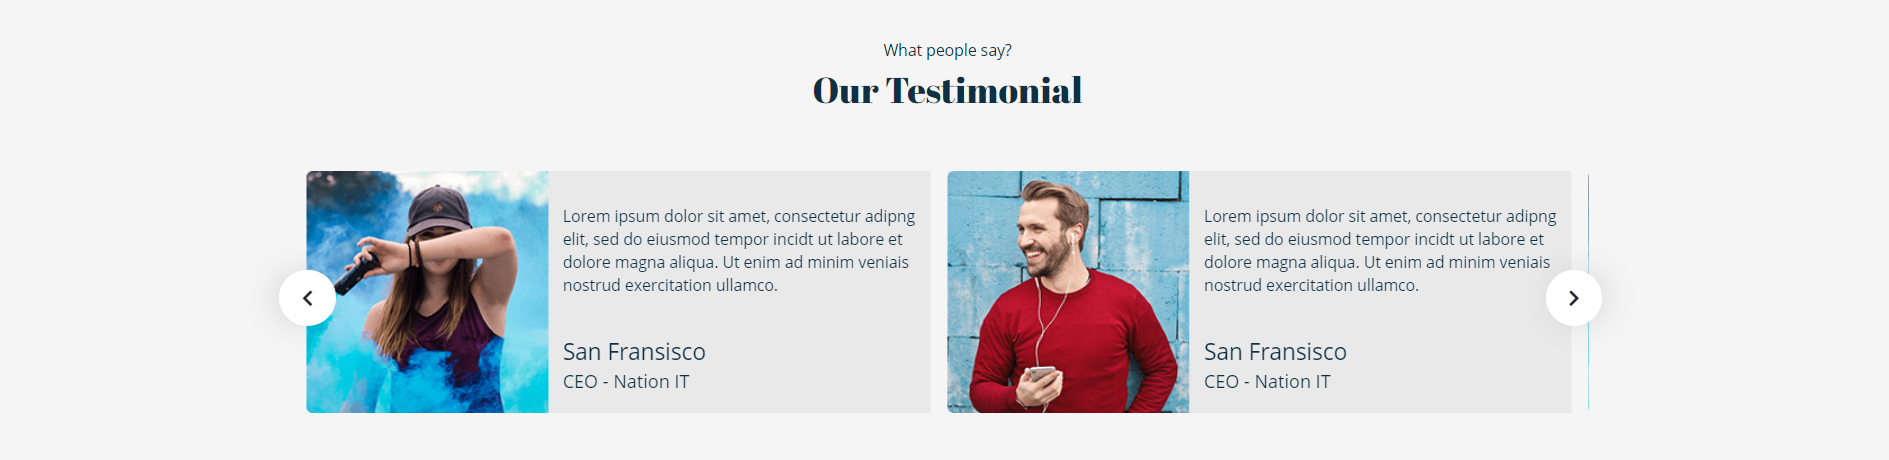 What people say?
Our Testimonial
Lorem ipsum dolor sit amet, consectetur adipng
elit, sed do eiusmod tempor incidt ut labore et
dolore magna aliqua. Ut enim ad minim veniais
nostrud exercitation ullamco.
San Fransisco
CEO - Nation IT
Lorem ipsum dolor sit amet, consectetur adipng
elit, sed do eiusmod tempor incidt ut labore et
dolore magna aliqua. Ut enim ad minim veniais
nostrud exercitation ullamco.
San Fransisco
CEO - Nation IT